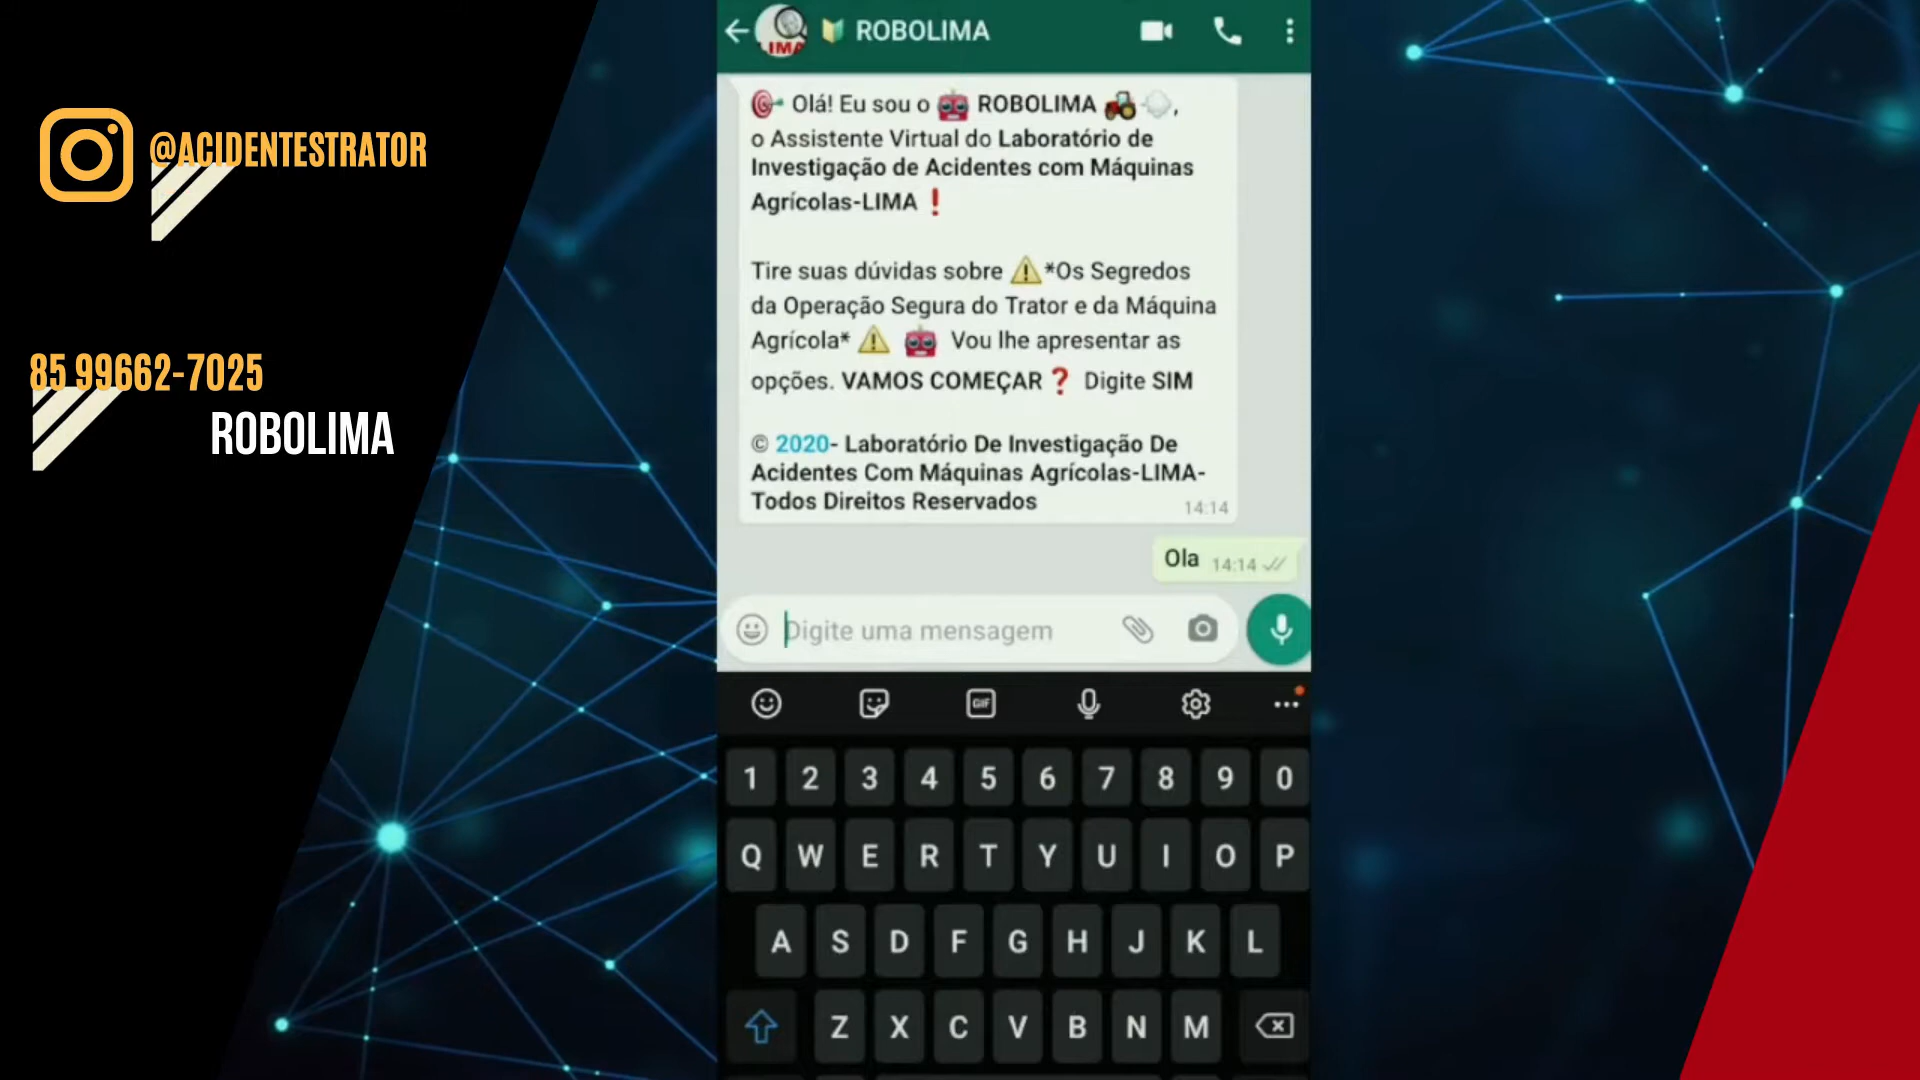 @ACIDENTESTRATOR
85 99662-7025
ROBOLIMA
ROBOLIMA
LIMA
Olá! Eu sou o ROBOLIMA ,
o Assistente Virtual do Laboratório de
Investigação de Acidentes com Máquinas
Agrícolas-LIMA❗
Tire suas dúvidas sobre ⚠️*Os Segredos
da Operação Segura do Trator e da Máquina
Agrícola* ⚠️ Vou lhe apresentar as
opções. VAMOS COMEÇAR❓ Digite SIM
© 2020- Laboratório De Investigação De
Acidentes Com Máquinas Agrícolas-LIMA-
Todos Direitos Reservados
14:14
Ola 14:14
Digite uma mensagem
GIF
1 2 3 4 5 6 7 8 9 0
Q W E R T Y U I O P
A S D F G H J K L
Z X C V B N M